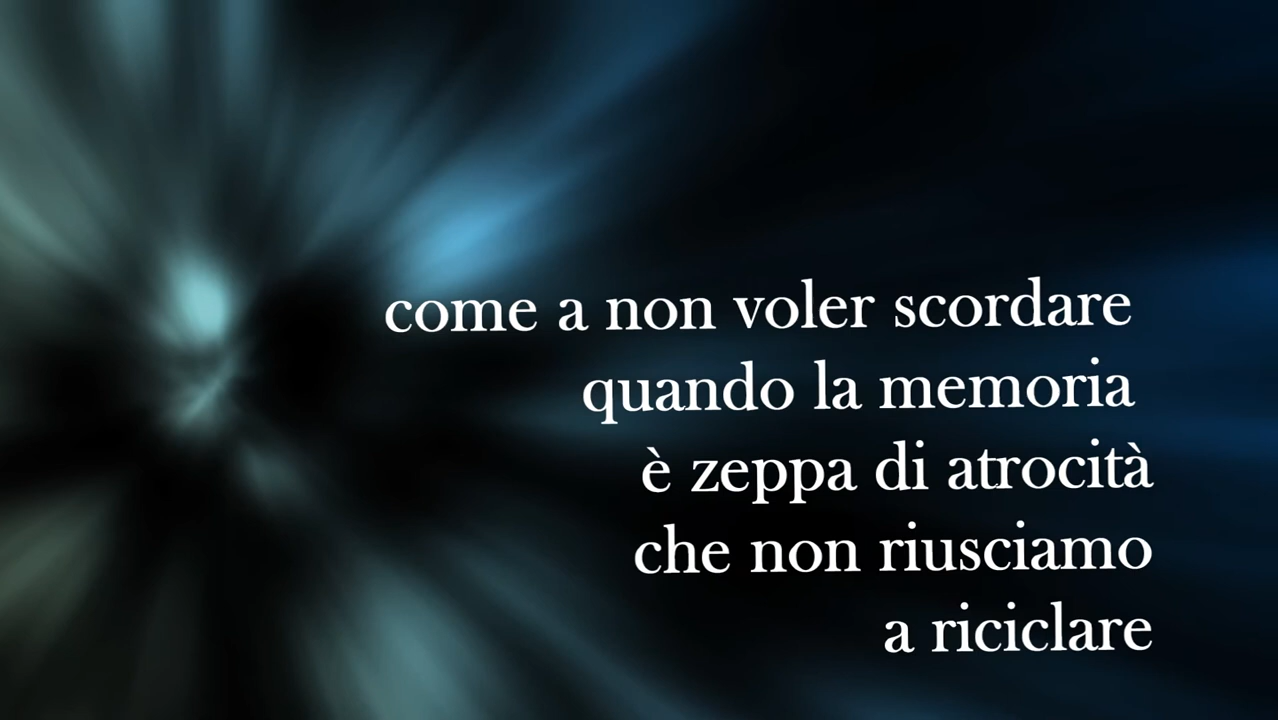 come a non voler scordare
quando la memoria
è zeppa di atrocità
che non riusciamo
a riciclare